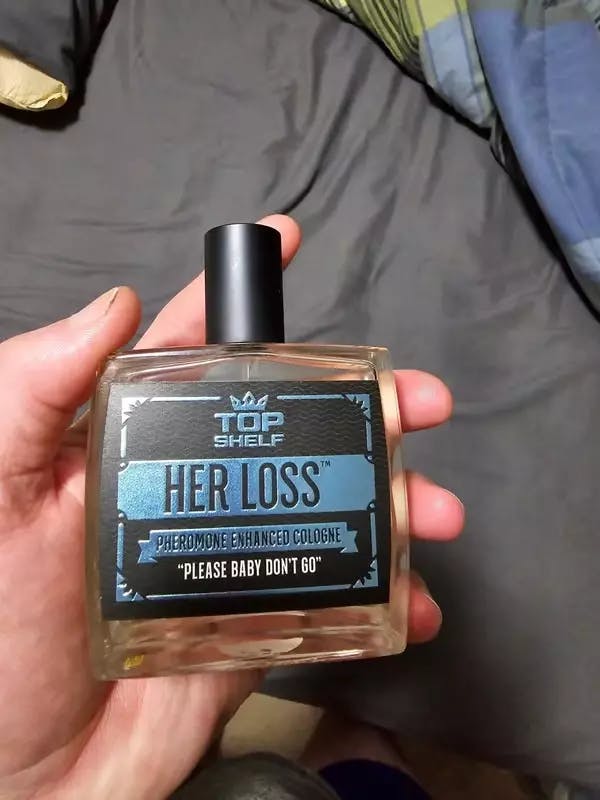 TOP
SHELF
HER LOSS™
PHEROMONE ENHANCED COLOGNE
"PLEASE BABY DON'T GO"